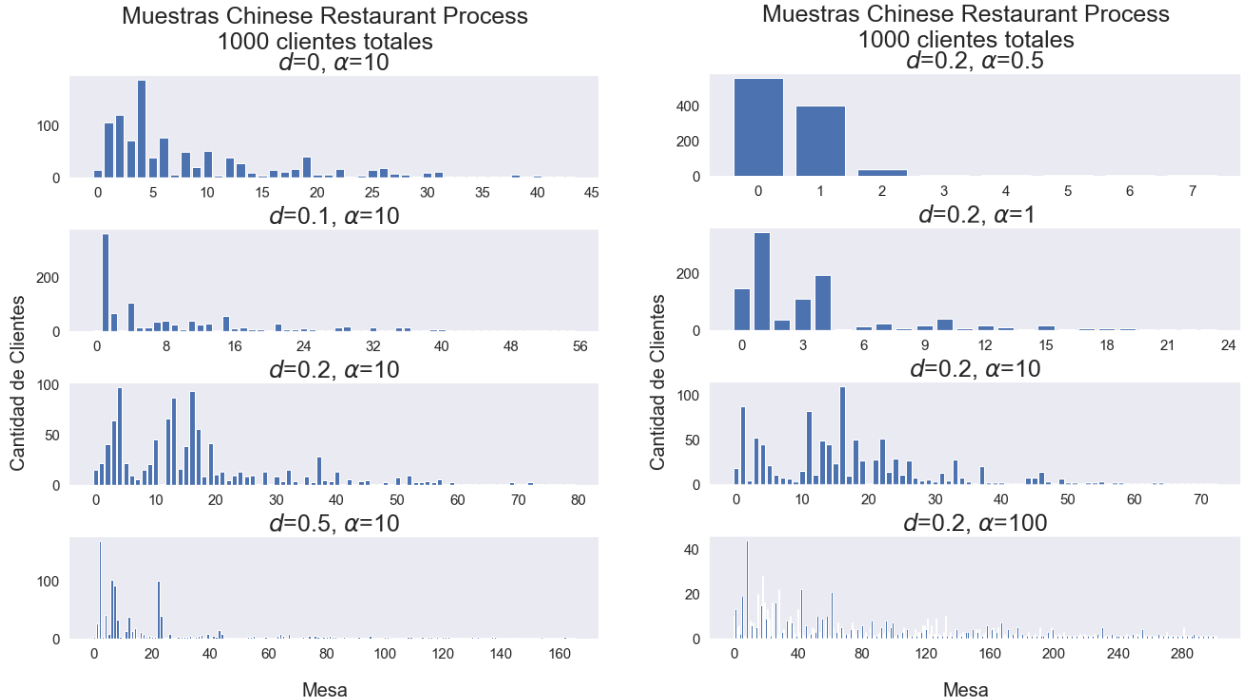 Muestras Chinese Restaurant Process
1000 clientes totales
d=0, α=10
100
0
0 5 10 15 20 25 30 35 40 45
d=0.1, α=10
200
0
0 8 16 24 32 40 48 56
d=0.2, α=10
100
50
0
0 10 20 30 40 50 60 70 80
d=0.5, α=10
100
0
0 20 40 60 80 100 120 140 160
Cantidad de Clientes
Mesa
Muestras Chinese Restaurant Process
1000 clientes totales
d=0.2, α=0.5
400
200
0
0 1 2 3 4 5 6 7
d=0.2, α=1
200
0
0 3 6 9 12 15 18 21 24
d=0.2, α=10
100
50
0
0 10 20 30 40 50 60 70
d=0.2, α=100
40
20
0
0 40 80 120 160 200 240 280
Cantidad de Clientes
Mesa